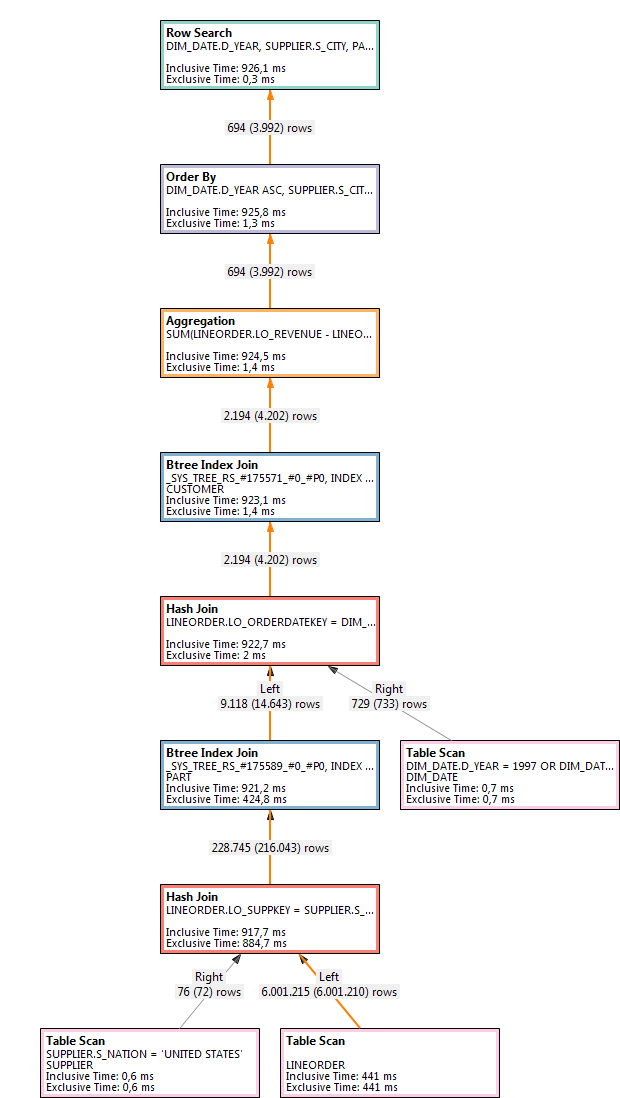 Row Search
DIM_DATE.D_YEAR, SUPPLIER.S_CITY, PA...
Inclusive Time: 926,1 ms
Exclusive Time: 0,3 ms
694 (3.992) rows
Order By
DIM_DATE.D_YEAR ASC, SUPPLIER.S_CIT...
Inclusive Time: 925,8 ms
Exclusive Time: 1,3 ms
694 (3.992) rows
Aggregation
SUM(LINEORDER.LO_REVENUE - LINEO...
Inclusive Time: 924,5 ms
Exclusive Time: 1,4 ms
2.194 (4.202) rows
Btree Index Join
_SYS_TREE_RS_#175571_#0_#P0, INDEX ...
CUSTOMER
Inclusive Time: 923,1 ms
Exclusive Time: 1,4 ms
2.194 (4.202) rows
Hash Join
LINEORDER.LO_ORDERDATEKEY = DIM_...
Inclusive Time: 922,7 ms
Exclusive Time: 2 ms
Left
9.118 (14.643) rows
Right
729 (733) rows
Btree Index Join
_SYS_TREE_RS_#175589_#0_#P0, INDEX ...
PART
Inclusive Time: 921,2 ms
Exclusive Time: 424,8 ms
Table Scan
DIM_DATE.D_YEAR = 1997 OR DIM_DAT...
DIM_DATE
Inclusive Time: 0,7 ms
Exclusive Time: 0,7 ms
228.745 (216.043) rows
Hash Join
LINEORDER.LO_SUPPKEY = SUPPLIER.S_...
Inclusive Time: 917,7 ms
Exclusive Time: 884,7 ms
Right
76 (72) rows
Left
6.001.215 (6.001.210) rows
Table Scan
SUPPLIER.S_NATION = 'UNITED STATES'
SUPPLIER
Inclusive Time: 0,6 ms
Exclusive Time: 0,6 ms
Table Scan
LINEORDER
Inclusive Time: 441 ms
Exclusive Time: 441 ms